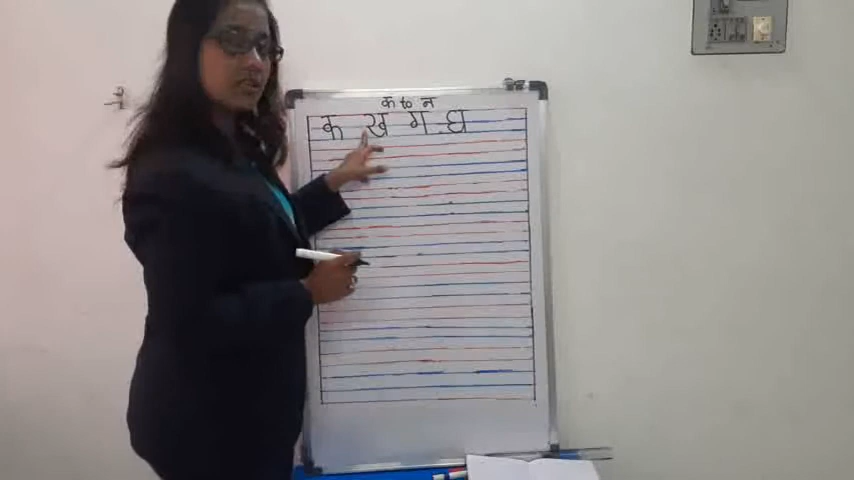 क to न
क ख ग घ